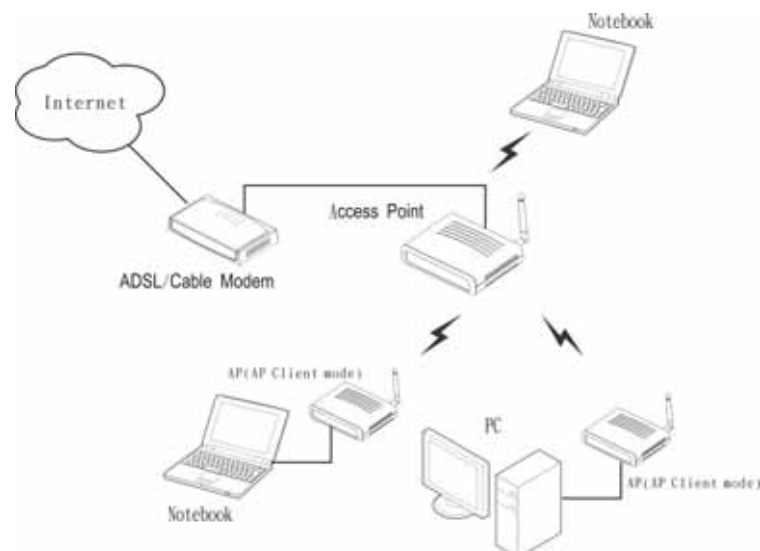 Notebook
Internet
Access Point
ADSL/Cable Modem
AP(AP Client mode)
PC
AP(AP Client mode)
Notebook